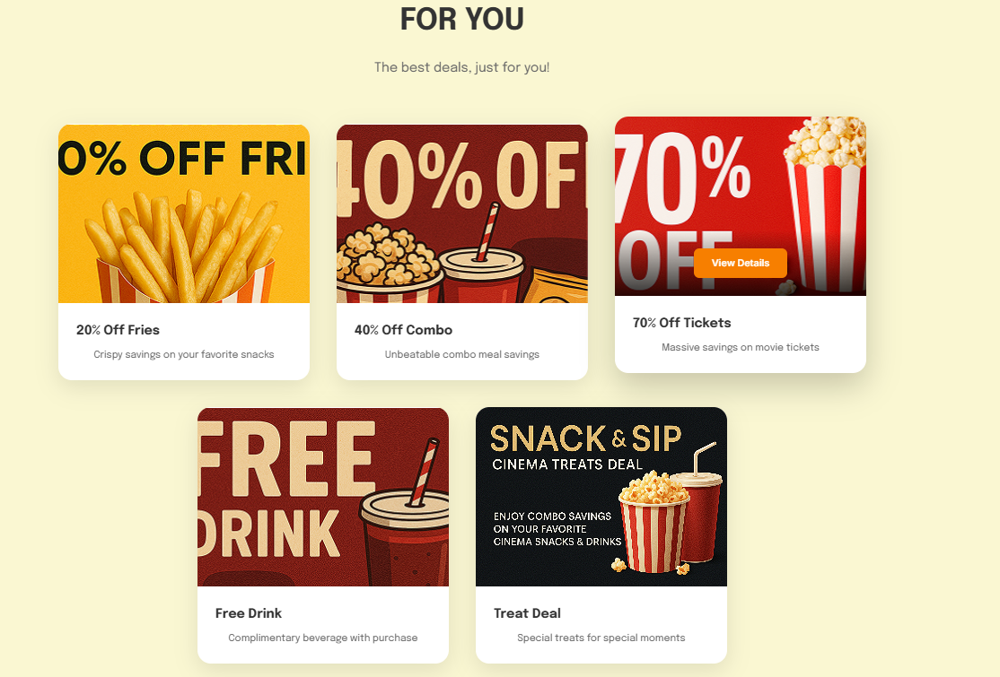 FOR YOU
The best deals, just for you!
0% OFF FRI
20% Off Fries
Crispy savings on your favorite snacks
40% OF
40% Off Combo
Unbeatable combo meal savings
70%
OFF
View Details
70% Off Tickets
Massive savings on movie tickets
FREE
DRINK
Free Drink
Complimentary beverage with purchase
SNACK & SIP
CINEMA TREATS DEAL
ENJOY COMBO SAVINGS
ON YOUR FAVORITE
CINEMA SNACKS & DRINKS
Treat Deal
Special treats for special moments